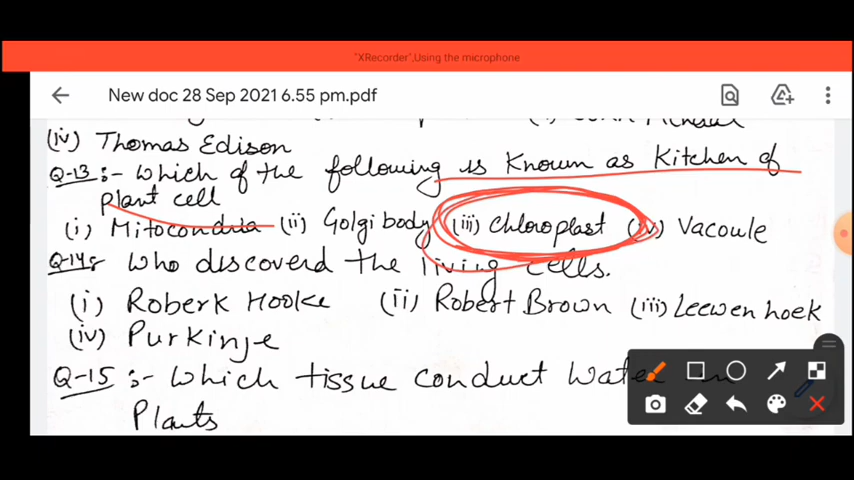 "XRecorder",Using the microphone
New doc 28 Sep 2021 6.55 pm.pdf
(iv) Thomas Edison
Q-13:- Which of the following is Known as Kitchen of
plant cell
(i) Mitocondria (ii) Golgi body (iii) Chloroplast (iv) Vacoule
Q-14:- Who discoverd the living cells.
(i) Roberk Hooke (ii) Robert Brown (iii) Leewen hoek
(iv) Purkinje
Q-15:- Which tissue conduct Water in
Plants